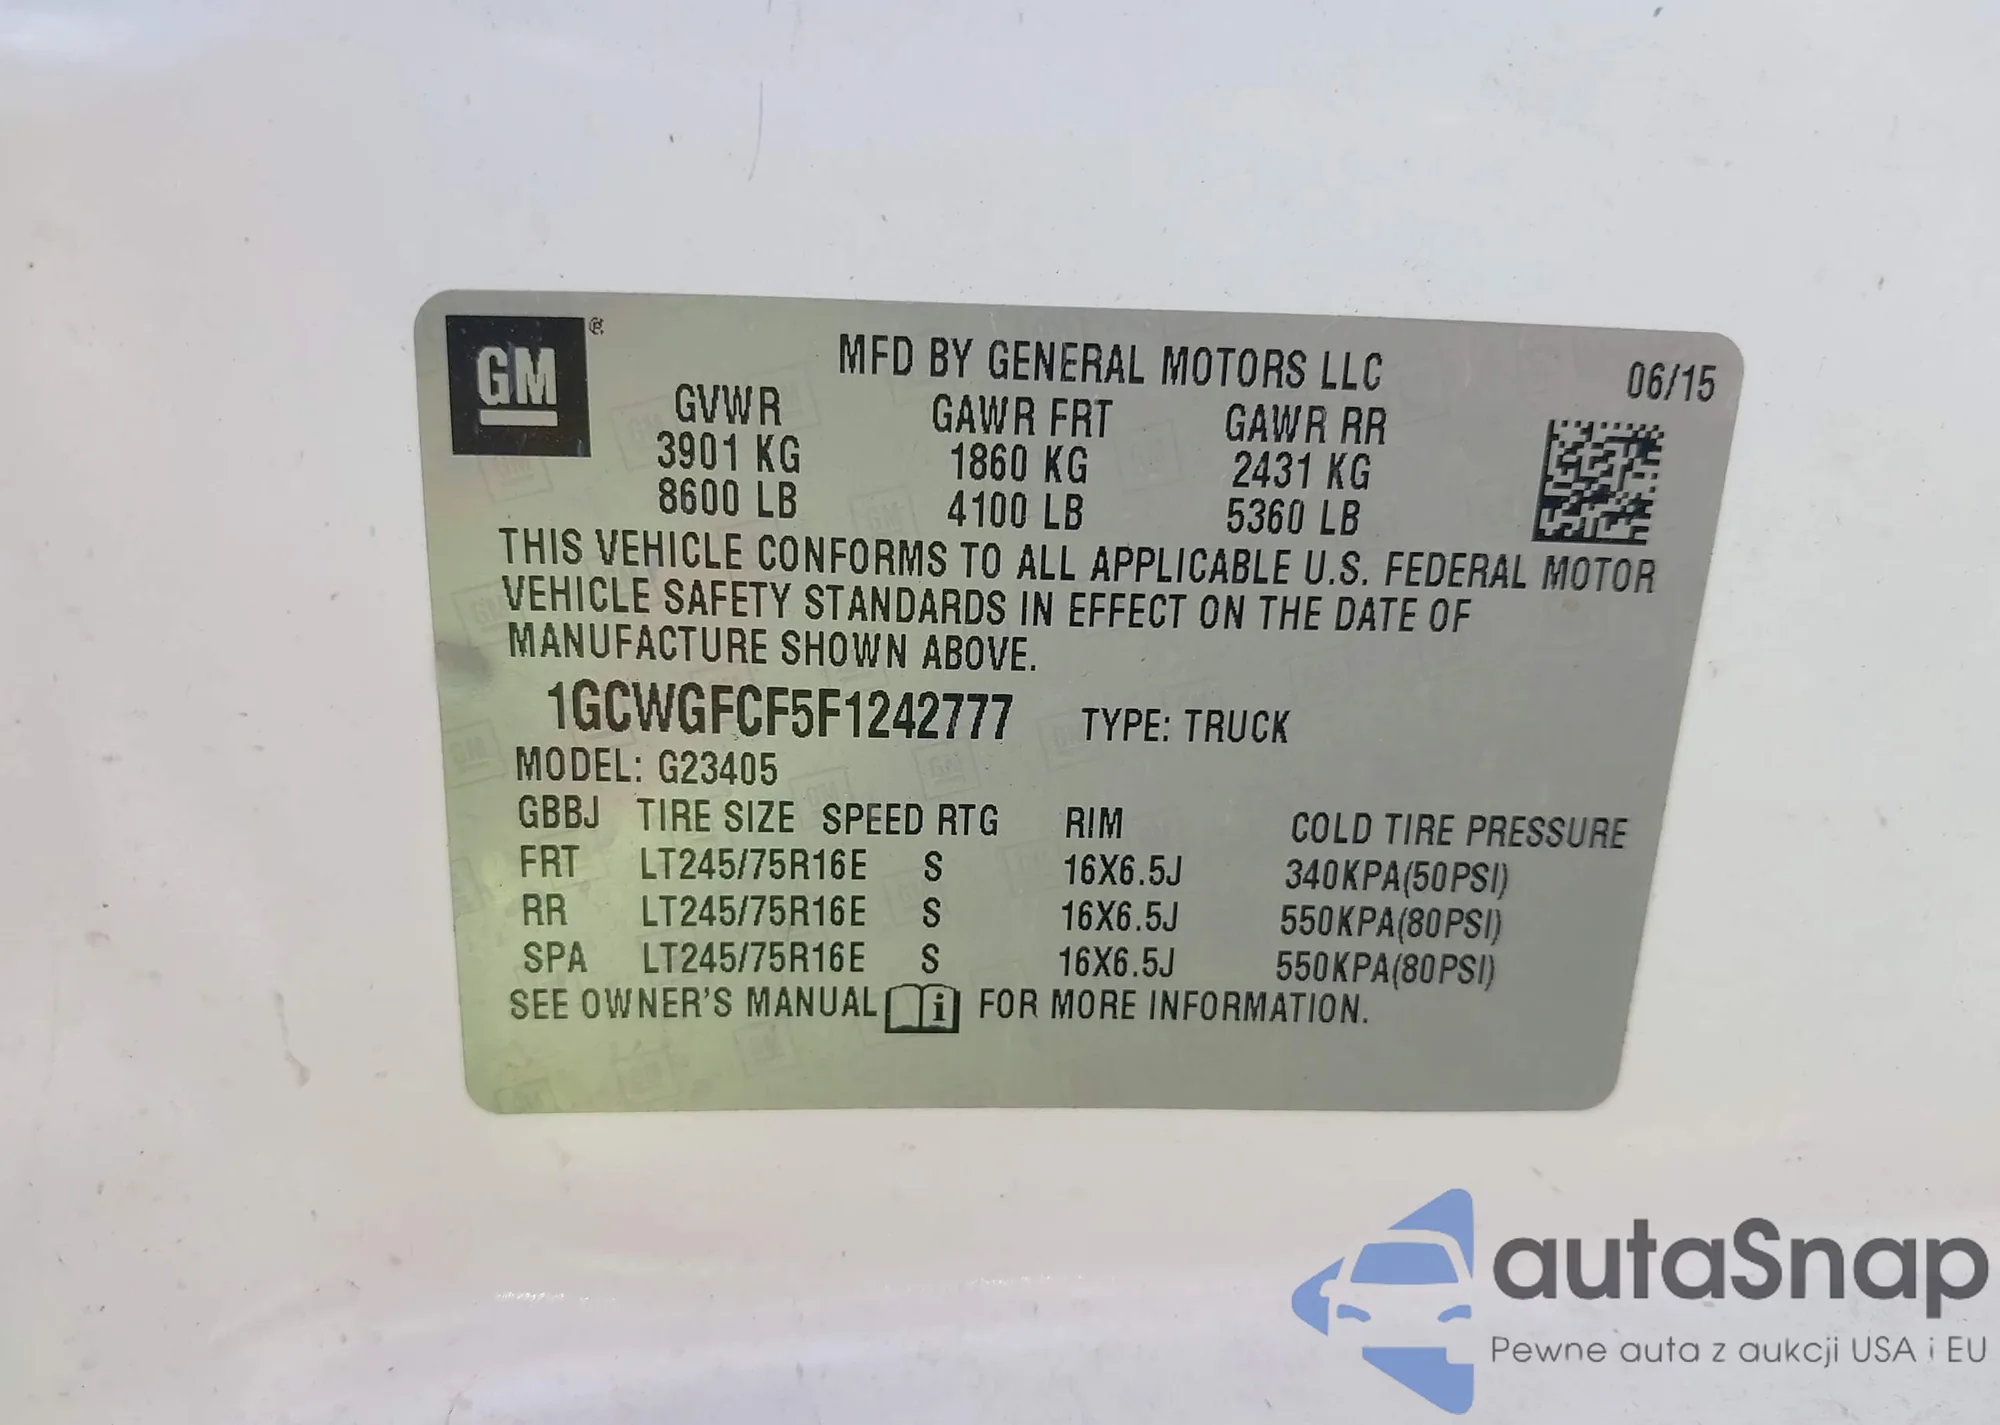 GM ®
MFD BY GENERAL MOTORS LLC 06/15
GVWR GAWR FRT GAWR RR
3901 KG 1860 KG 2431 KG
8600 LB 4100 LB 5360 LB
THIS VEHICLE CONFORMS TO ALL APPLICABLE U.S. FEDERAL MOTOR
VEHICLE SAFETY STANDARDS IN EFFECT ON THE DATE OF
MANUFACTURE SHOWN ABOVE.
1GCWGFCF5F1242777 TYPE: TRUCK
MODEL: G23405
GBBJ TIRE SIZE SPEED RTG RIM COLD TIRE PRESSURE
FRT LT245/75R16E S 16X6.5J 340KPA(50PSI)
RR LT245/75R16E S 16X6.5J 550KPA(80PSI)
SPA LT245/75R16E S 16X6.5J 550KPA(80PSI)
SEE OWNER'S MANUAL i FOR MORE INFORMATION.
autaSnap
Pewne auta z aukcji USA i EU